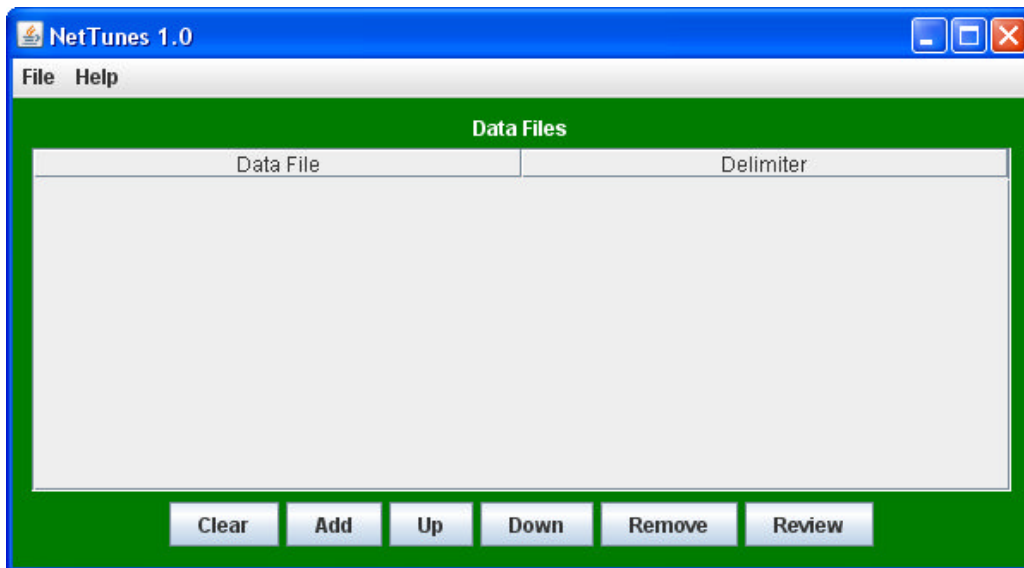 NetTunes 1.0
File Help
Data Files
Data File Delimiter
Clear Add Up Down Remove Review